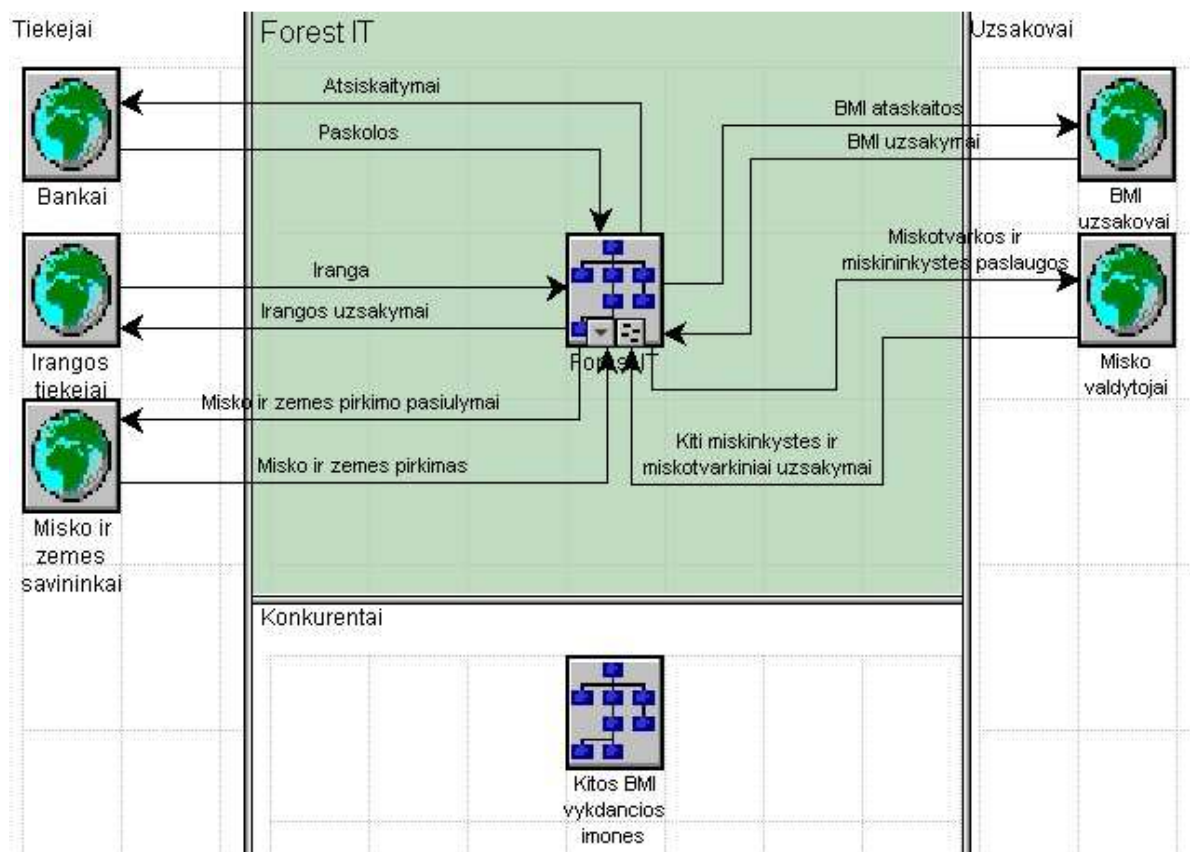 Tiekejai
Forest IT
Uzsakovai
Atsiskaitymai
Paskolos
Bankai
BMI ataskaitos
BMI uzsakymai
BMI
uzsakovai
Iranga
Irangos uzsakymai
Irangos
tiekejai
Forest IT
Miskotvarkos ir
miskininkystes paslaugos
Misko
valdytojai
Misko ir zemes pirkimo pasiulymai
Misko ir zemes pirkimas
Misko ir
zemes
savininkai
Kiti miskinkystes ir
miskotvarkiniai uzsakymai
Konkurentai
Kitos BMI
vykdancios
imones